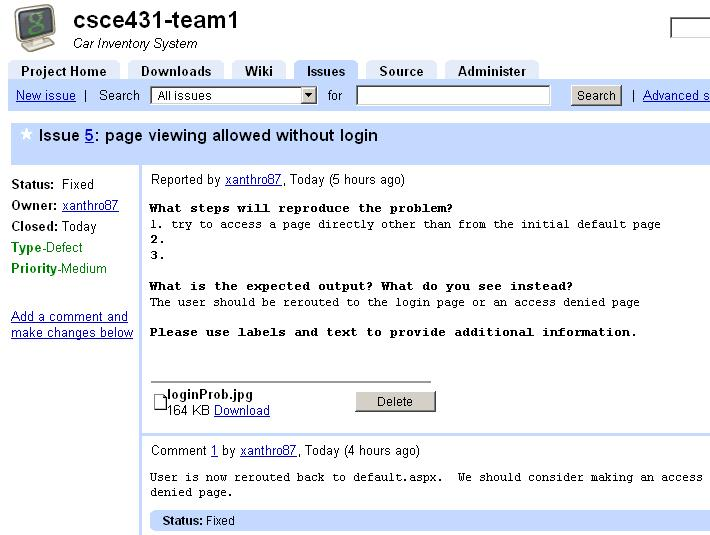 csce431-team1
Car Inventory System
Project Home Downloads Wiki Issues Source Administer
New issue | Search All issues for Search | Advanced s
Issue 5: page viewing allowed without login
Status: Fixed
Owner: xanthro87
Closed: Today
Type-Defect
Priority-Medium
Add a comment and
make changes below
Reported by xanthro87, Today (5 hours ago)
What steps will reproduce the problem?
1. try to access a page directly other than from the initial default page
2.
3.
What is the expected output? What do you see instead?
The user should be rerouted to the login page or an access denied page
Please use labels and text to provide additional information.
loginProb.jpg
164 KB Download
Delete
Comment 1 by xanthro87, Today (4 hours ago)
User is now rerouted back to default.aspx.  We should consider making an access
denied page.
Status: Fixed